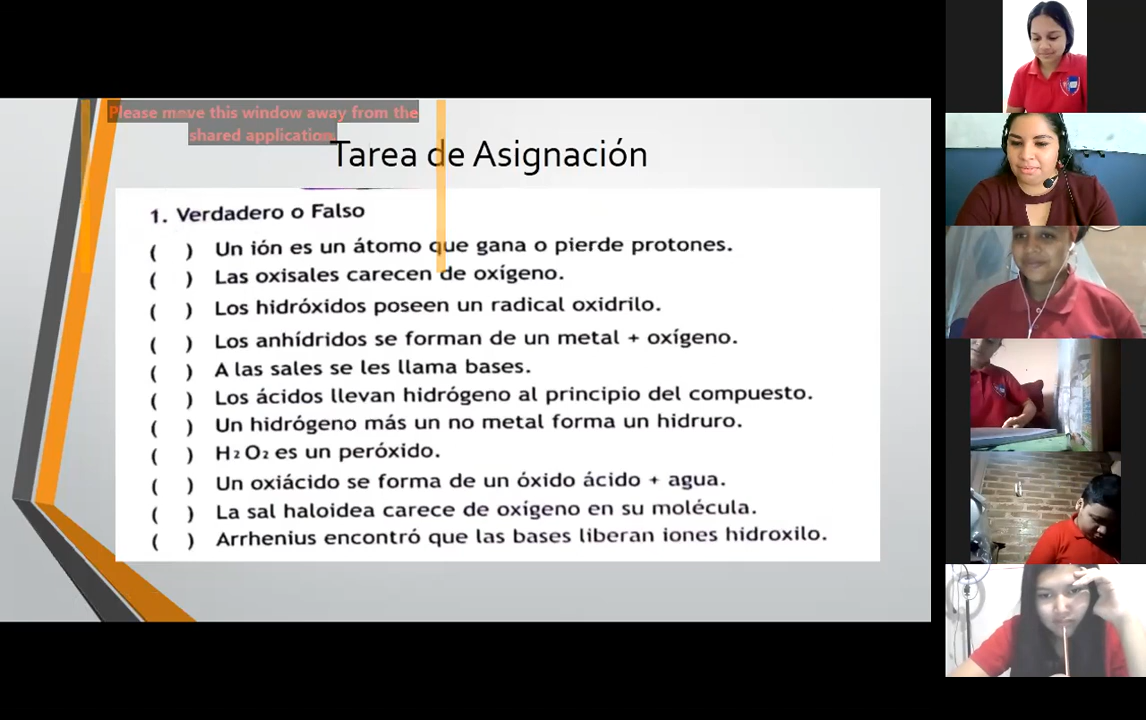 Please move this window away from the
shared application.
Tarea de Asignación
1. Verdadero o Falso
( ) Un ión es un átomo que gana o pierde protones.
( ) Las oxisales carecen de oxígeno.
( ) Los hidróxidos poseen un radical oxidrilo.
( ) Los anhídridos se forman de un metal + oxígeno.
( ) A las sales se les llama bases.
( ) Los ácidos llevan hidrógeno al principio del compuesto.
( ) Un hidrógeno más un no metal forma un hidruro.
( ) H₂O₂ es un peróxido.
( ) Un oxiácido se forma de un óxido ácido + agua.
( ) La sal haloidea carece de oxígeno en su molécula.
( ) Arrhenius encontró que las bases liberan iones hidroxilo.